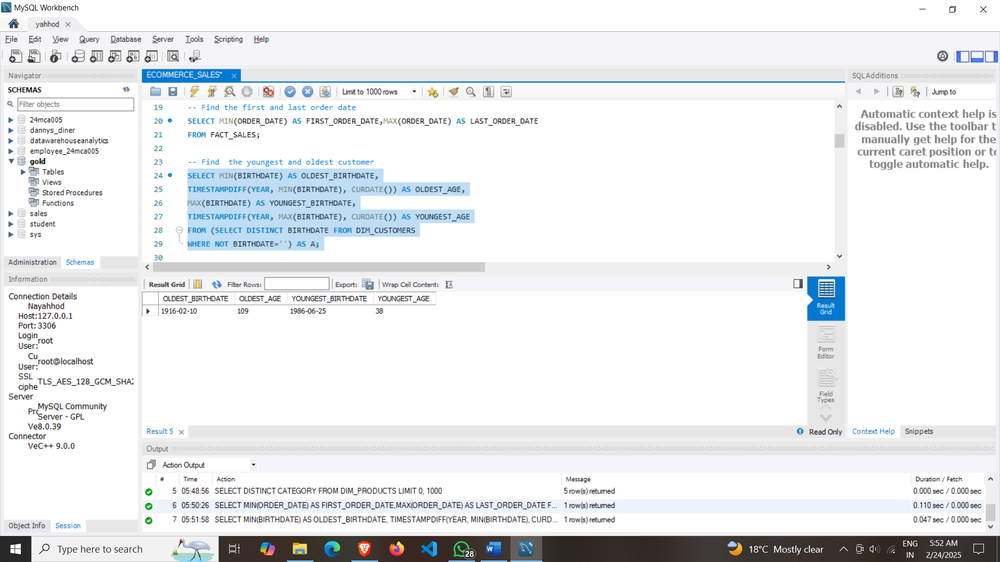 MySQL Workbench
yahhod
File Edit View Query Database Server Tools Scripting Help
Navigator
SCHEMAS
Filter objects
24mca005
dannys_diner
datawarehouseanalytics
employee_24mca005
gold
Tables
Views
Stored Procedures
Functions
sales
student
sys
Administration Schemas
Information
Connection Details
Nayahhod
Host:127.0.0.1
Port: 3306
Login
User: root
Cu
User: root@localhost
SSL
ciphe TLS_AES_128_GCM_SHA2
Server
Prc MySQL Community
Server - GPL
Ve8.0.39
Connector
VeC++ 9.0.0
Object Info Session
ECOMMERCE_SALES*
Limit to 1000 rows
19 -- Find the first and last order date
20 SELECT MIN(ORDER_DATE) AS FIRST_ORDER_DATE,MAX(ORDER_DATE) AS LAST_ORDER_DATE
21 FROM FACT_SALES;
22
23 -- Find  the youngest and oldest customer
24 SELECT MIN(BIRTHDATE) AS OLDEST_BIRTHDATE,
25 TIMESTAMPDIFF(YEAR, MIN(BIRTHDATE), CURDATE()) AS OLDEST_AGE,
26 MAX(BIRTHDATE) AS YOUNGEST_BIRTHDATE,
27 TIMESTAMPDIFF(YEAR, MAX(BIRTHDATE), CURDATE()) AS YOUNGEST_AGE
28 FROM (SELECT DISTINCT BIRTHDATE FROM DIM_CUSTOMERS
29 WHERE NOT BIRTHDATE='') AS A;
30
Result Grid Filter Rows: Export: Wrap Cell Content:
OLDEST_BIRTHDATE OLDEST_AGE YOUNGEST_BIRTHDATE YOUNGEST_AGE
1916-02-10 109 1986-06-25 38
Result
Grid
Form
Editor
Field
Types
Result 5
Read Only
SQLAdditions
Jump to
Automatic context help is
disabled. Use the toolbar t
manually get help for the
current caret position or to
toggle automatic help.
Context Help Snippets
Output
Action Output
# Time Action Message Duration / Fetch
5 05:48:56 SELECT DISTINCT CATEGORY FROM DIM_PRODUCTS LIMIT 0, 1000 5 row(s) returned 0.000 sec / 0.000 sec
6 05:50:26 SELECT MIN(ORDER_DATE) AS FIRST_ORDER_DATE,MAX(ORDER_DATE) AS LAST_ORDER_DATE F... 1 row(s) returned 0.110 sec / 0.000 sec
7 05:51:58 SELECT MIN(BIRTHDATE) AS OLDEST_BIRTHDATE, TIMESTAMPDIFF(YEAR, MIN(BIRTHDATE), CURD... 1 row(s) returned 0.047 sec / 0.000 sec
Type here to search
28
18°C Mostly clear
ENG
IN
5:52 AM
2/24/2025